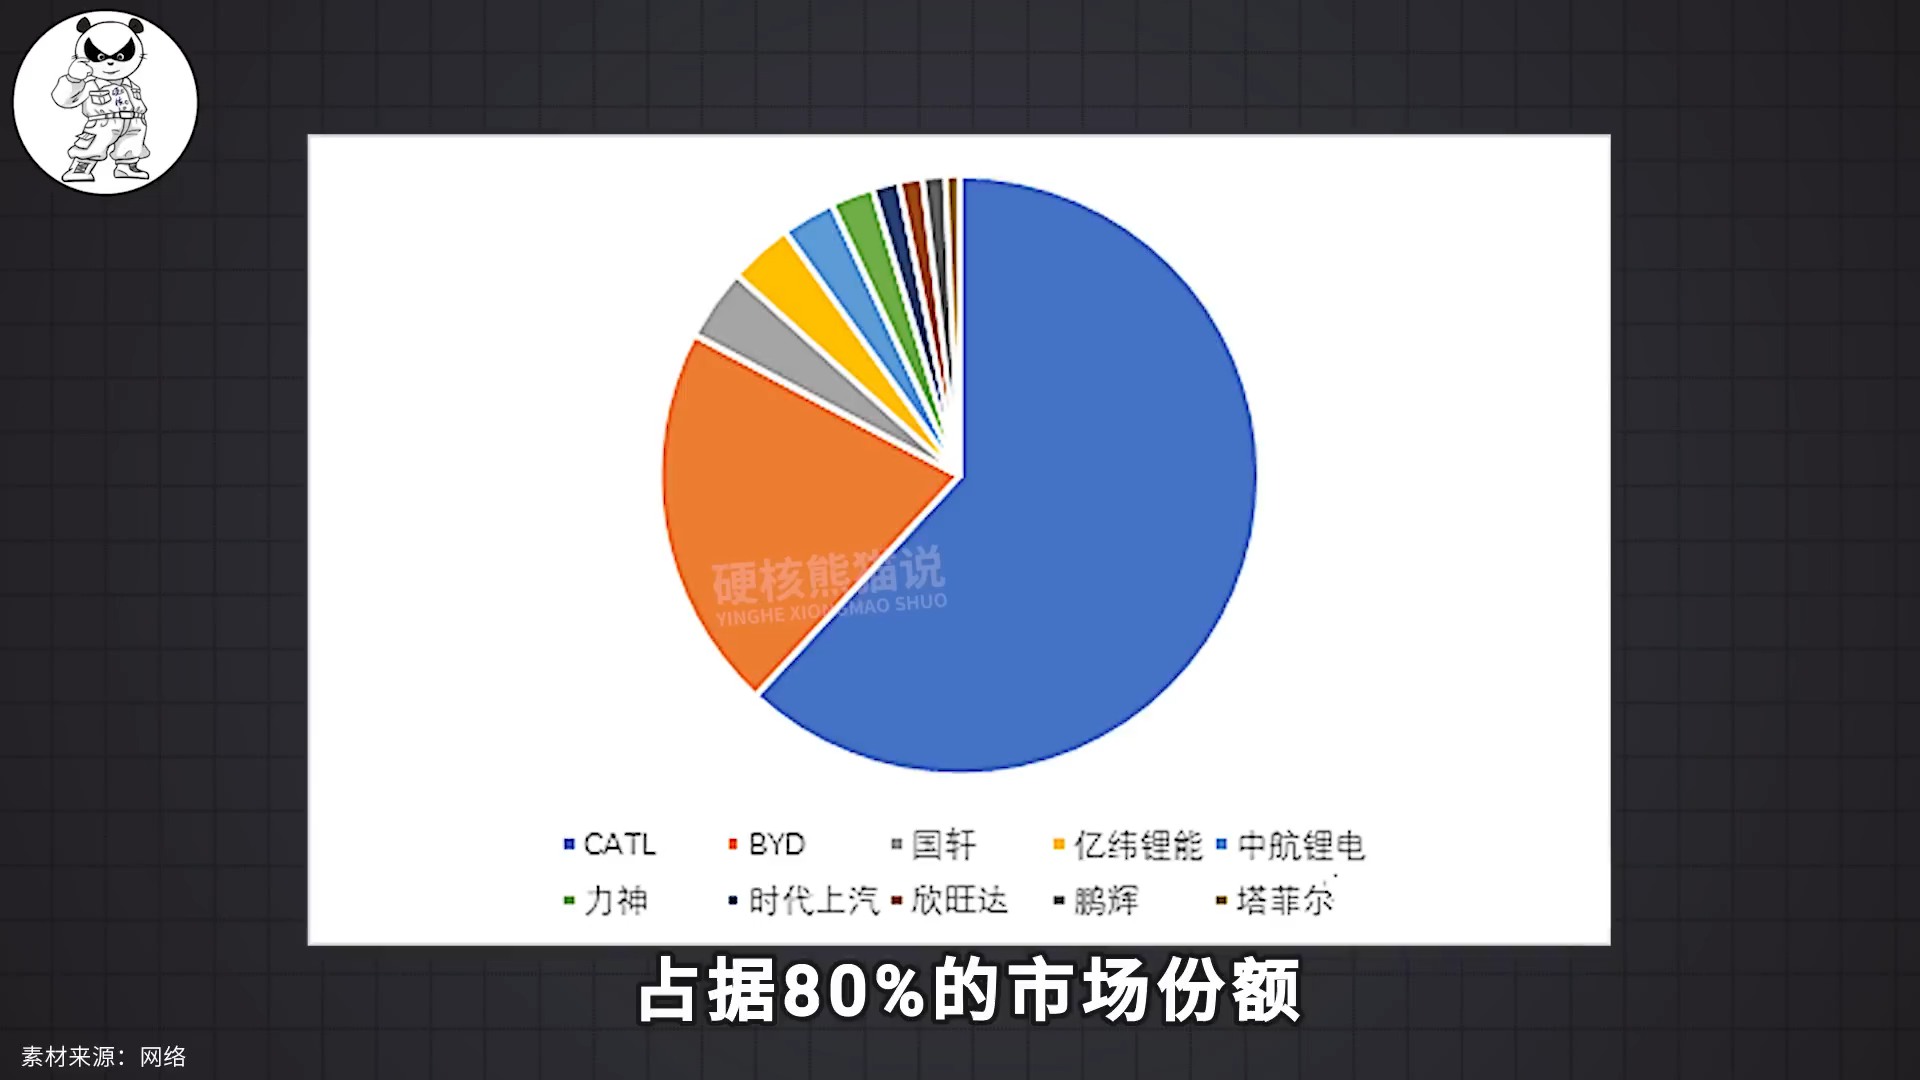 硬核熊猫说
YINGHE XIONGMAO SHUO
CATL BYD 国轩 亿纬锂能 中航锂电
力神 时代上汽 欣旺达 鹏辉 塔菲尔
占据80%的市场份额
素材来源：网络